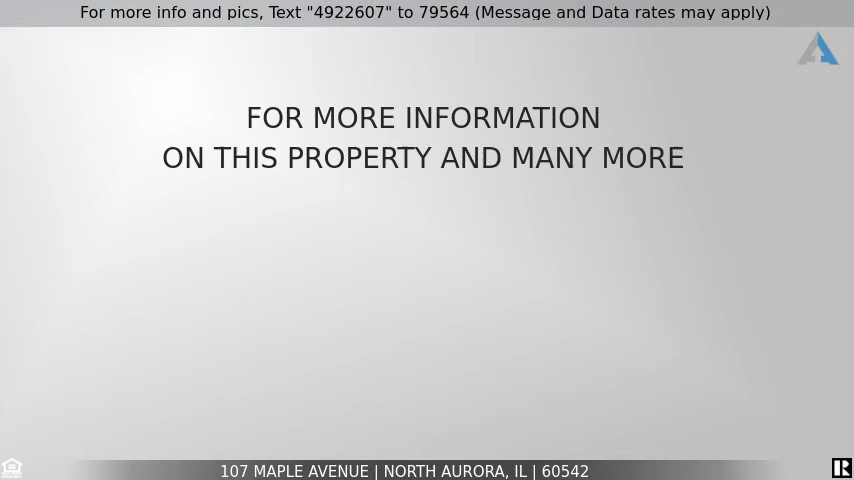 For more info and pics, Text "4922607" to 79564 (Message and Data rates may apply)
FOR MORE INFORMATION
ON THIS PROPERTY AND MANY MORE
107 MAPLE AVENUE | NORTH AURORA, IL | 60542